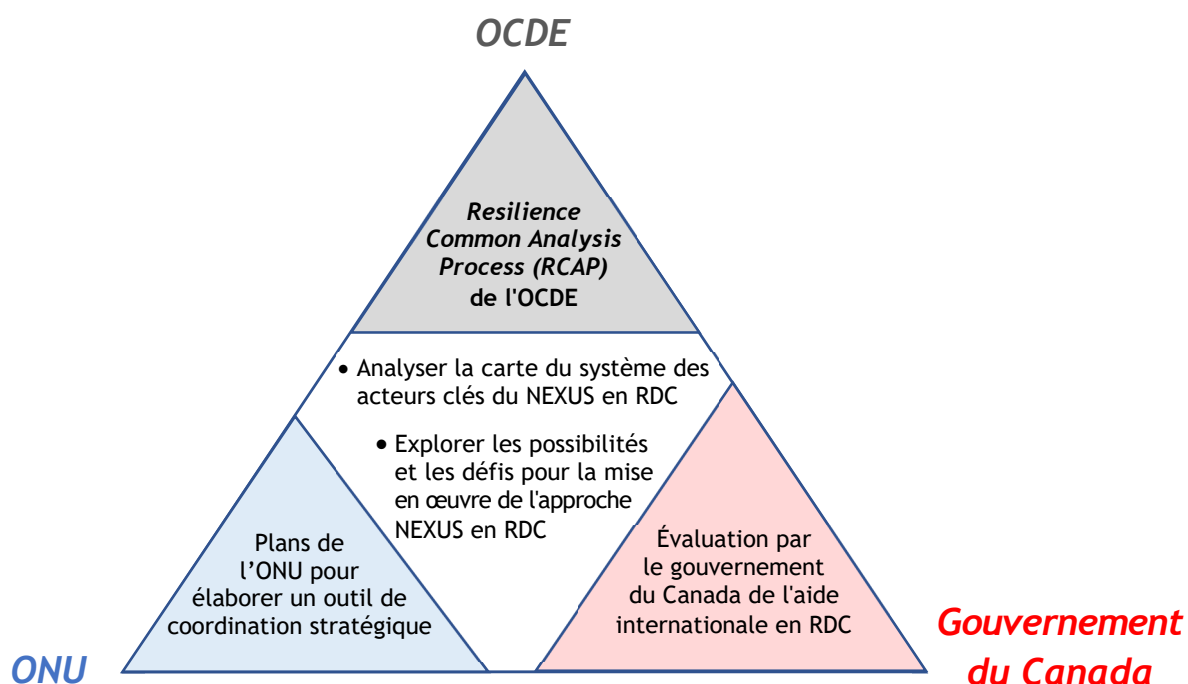 OCDE
Resilience
Common Analysis
Process (RCAP)
de l'OCDE
• Analyser la carte du système des
acteurs clés du NEXUS en RDC
• Explorer les possibilités
et les défis pour la mise
en œuvre de l'approche
NEXUS en RDC
Plans de
l’ONU pour
élaborer un outil de
coordination stratégique
Évaluation par
le gouvernement
du Canada de l'aide
internationale en RDC
ONU
Gouvernement
du Canada